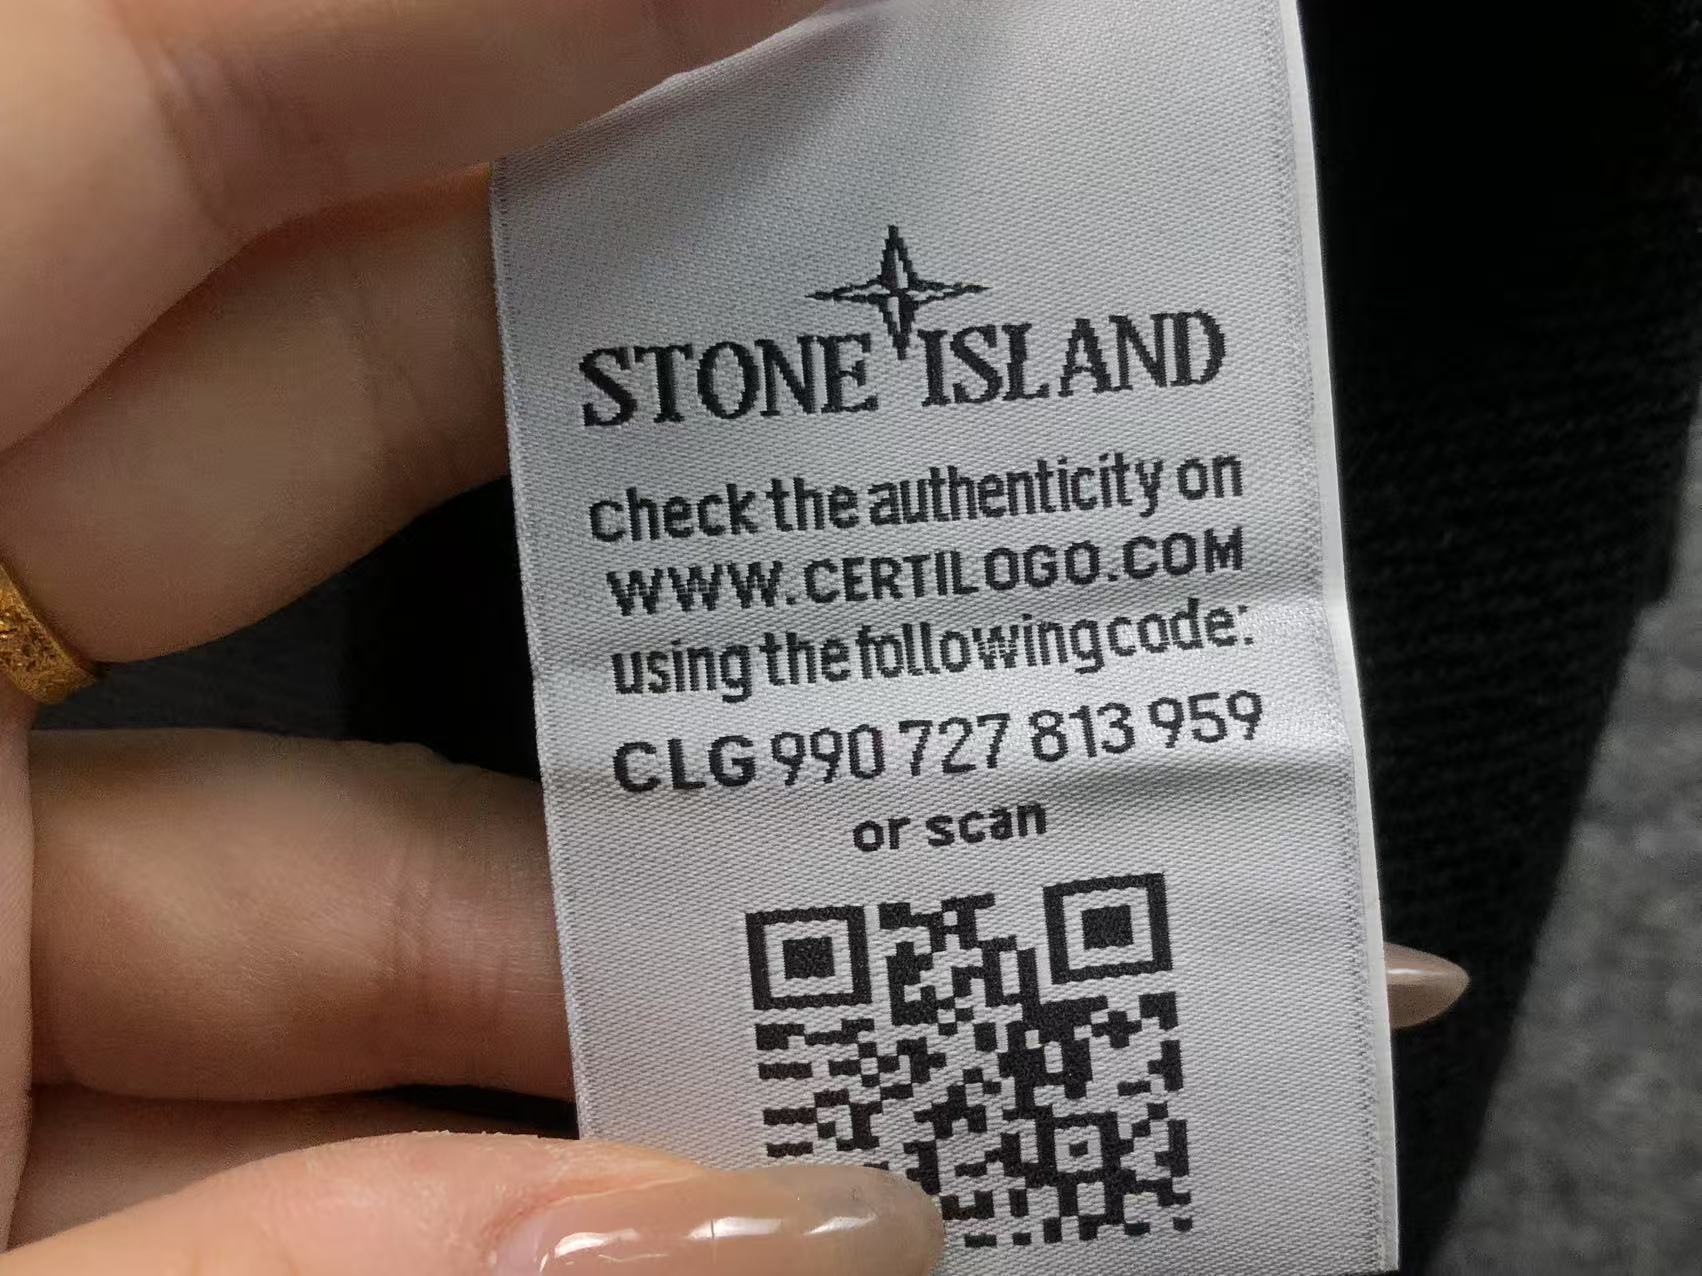 STONE ISLAND
check the authenticity on
WWW.CERTILOGO.COM
using the following code:
CLG 990 727 813 959
or scan